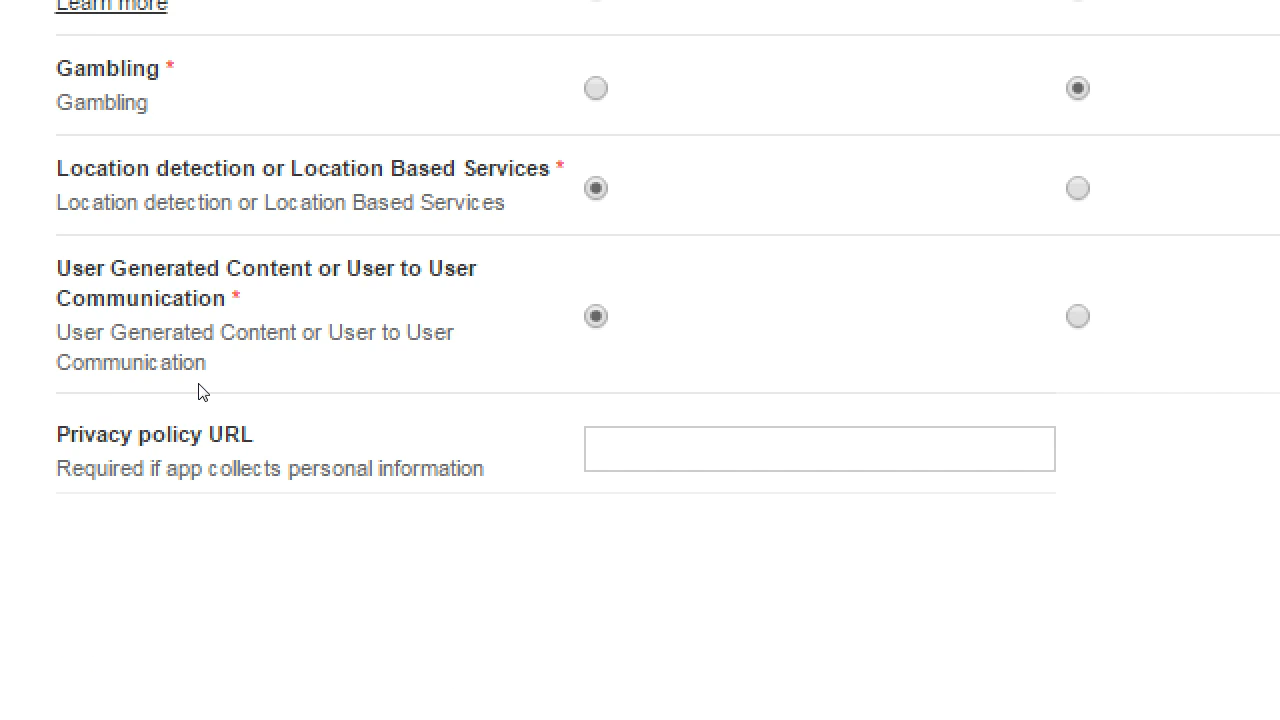 Learn more
Gambling *
Gambling
Location detection or Location Based Services *
Location detection or Location Based Services
User Generated Content or User to User
Communication *
User Generated Content or User to User
Communication
Privacy policy URL
Required if app collects personal information